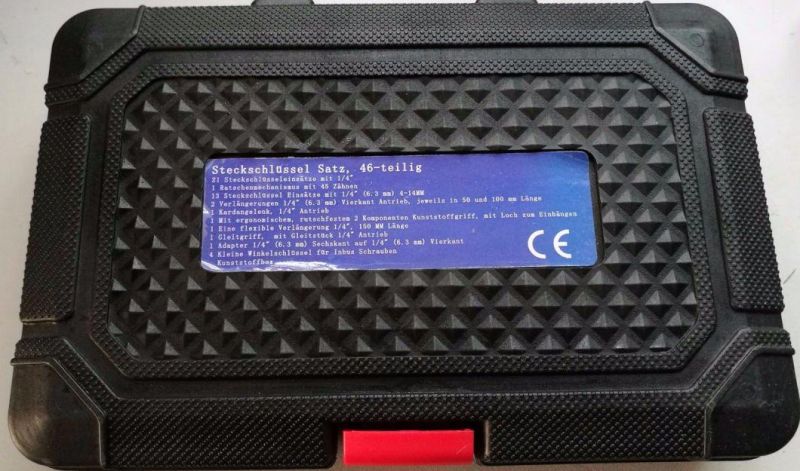 Steckschlüssel Satz, 46-teilig
21 Steckschlüsseleinsätze mit 1/4"
1 Ratschenmechanismus mit 45 Zähnen
13 Steckschlüssel Einsätze mit 1/4" (6.3 mm) 4-14MM
2 Verlängerungen 1/4" (6.3 mm) Vierkant Antrieb, jeweils in 50 und 100 mm Länge
1 Kardangelenk, 1/4" Antrieb
1 Mit ergonomischem, rutschfestem 2 Komponenten Kunststoffgriff, mit Loch zum Einhängen
1 Eine flexible Verlängerung 1/4", 150 MM Länge
1 Gleitgriff, mit Gleitstück 1/4" Antrieb
1 Adapter 1/4" (6.3 mm) Sechskant auf 1/4" (6.3 mm) Vierkant
4 Kleine Winkelschlüssel für Inbus Schrauben
Kunststoffbox
CE